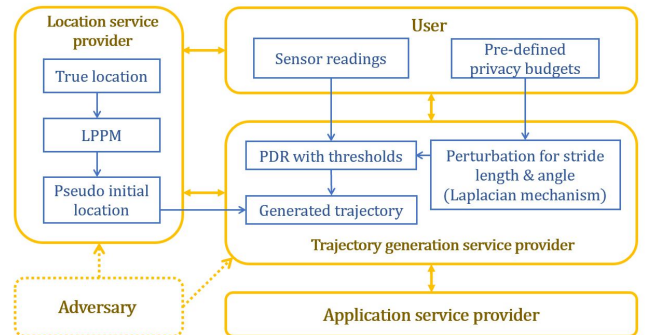 Location service
provider
True location
LPPM
Pseudo initial
location
User
Sensor readings
Pre-defined
privacy budgets
PDR with thresholds
Perturbation for stride
length & angle
(Laplacian mechanism)
Generated trajectory
Trajectory generation service provider
Adversary
Application service provider